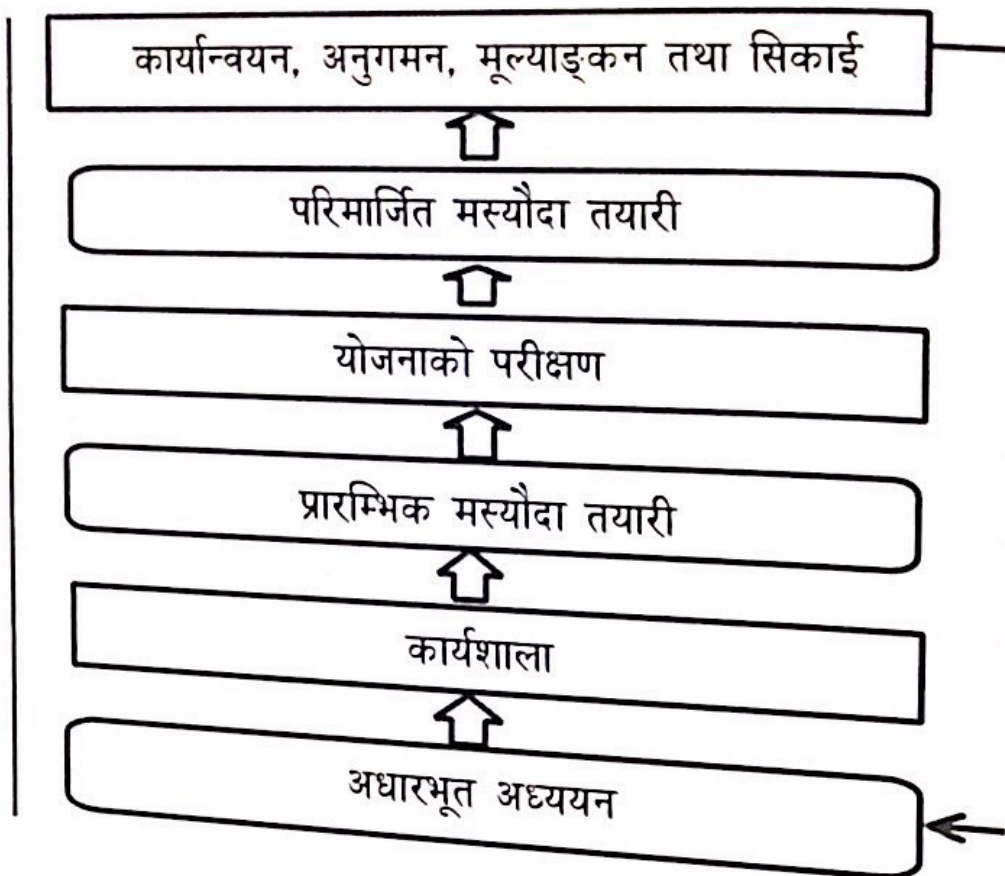 कार्यान्वयन, अनुगमन, मूल्याङ्कन तथा सिकाई
परिमार्जित मस्यौदा तयारी
योजनाको परीक्षण
प्रारम्भिक मस्यौदा तयारी
कार्यशाला
अधारभूत अध्ययन